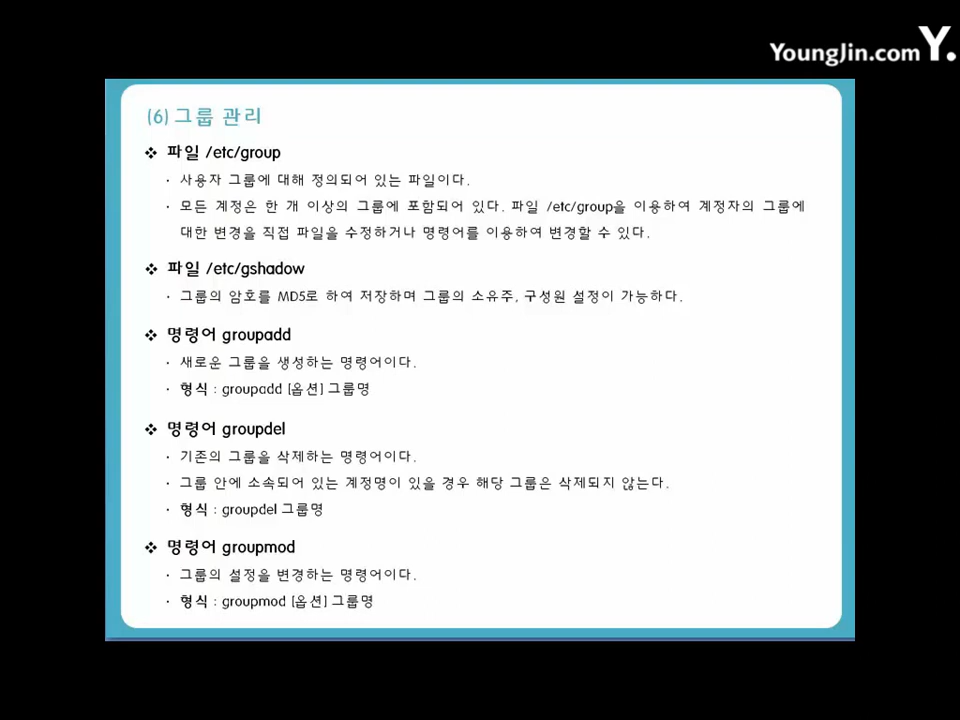 YoungJin.com Y.
(6) 그룹 관리
❖ 파일 /etc/group
· 사용자 그룹에 대해 정의되어 있는 파일이다.
· 모든 계정은 한 개 이상의 그룹에 포함되어 있다. 파일 /etc/group을 이용하여 계정자의 그룹에
대한 변경을 직접 파일을 수정하거나 명령어를 이용하여 변경할 수 있다.
❖ 파일 /etc/gshadow
· 그룹의 암호를 MD5로 하여 저장하며 그룹의 소유주, 구성원 설정이 가능하다.
❖ 명령어 groupadd
· 새로운 그룹을 생성하는 명령어이다.
· 형식 : groupadd [옵션] 그룹명
❖ 명령어 groupdel
· 기존의 그룹을 삭제하는 명령어이다.
· 그룹 안에 소속되어 있는 계정명이 있을 경우 해당 그룹은 삭제되지 않는다.
· 형식 : groupdel 그룹명
❖ 명령어 groupmod
· 그룹의 설정을 변경하는 명령어이다.
· 형식 : groupmod [옵션] 그룹명